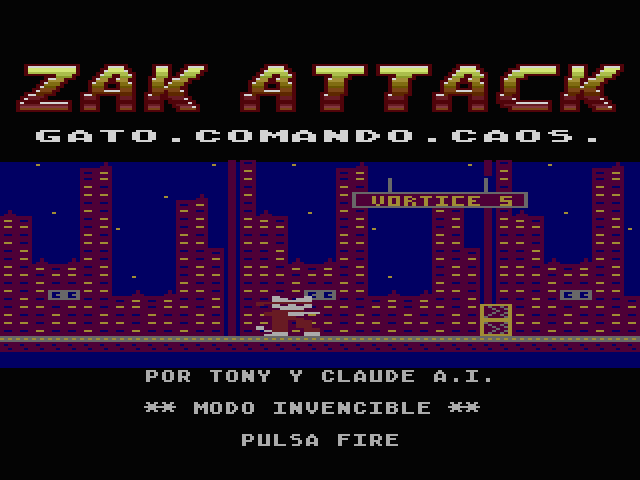 ZAK ATTACK
GATO.COMANDO.CAOS.
VORTICE 5
POR TONY Y CLAUDE A.I.
** MODO INVENCIBLE **
PULSA FIRE